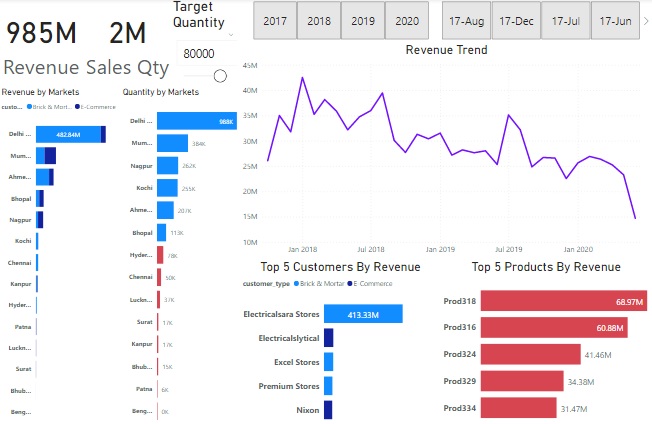 985M
Revenue
2M
Sales Qty
Target
Quantity
80000
2017
2018
2019
2020
17-Aug
17-Dec
17-Jul
17-Jun
Revenue by Markets
custo...
Brick & Mort...
E-Commerce
Delhi ...
482.84M
Mum...
Ahme...
Bhopal
Nagpur
Kochi
Chennai
Kanpur
Hyder...
Patna
Luckn...
Surat
Bhub...
Beng...
Quantity by Markets
Delhi ...
988K
Mum...
384K
Nagpur
262K
Kochi
255K
Ahme...
207K
Bhopal
113K
Hyder...
78K
Chennai
50K
Luckn...
37K
Surat
17K
Kanpur
17K
Bhub...
15K
Patna
6K
Beng...
0K
Revenue Trend
45M
40M
35M
30M
25M
20M
15M
10M
Jan 2018
Jul 2018
Jan 2019
Jul 2019
Jan 2020
Top 5 Customers By Revenue
customer_type
Brick & Mortar
E-Commerce
Electricalsara Stores
413.33M
Electricalslytical
Excel Stores
Premium Stores
Nixon
Top 5 Products By Revenue
Prod318
68.97M
Prod316
60.88M
Prod324
41.46M
Prod329
34.38M
Prod334
31.47M